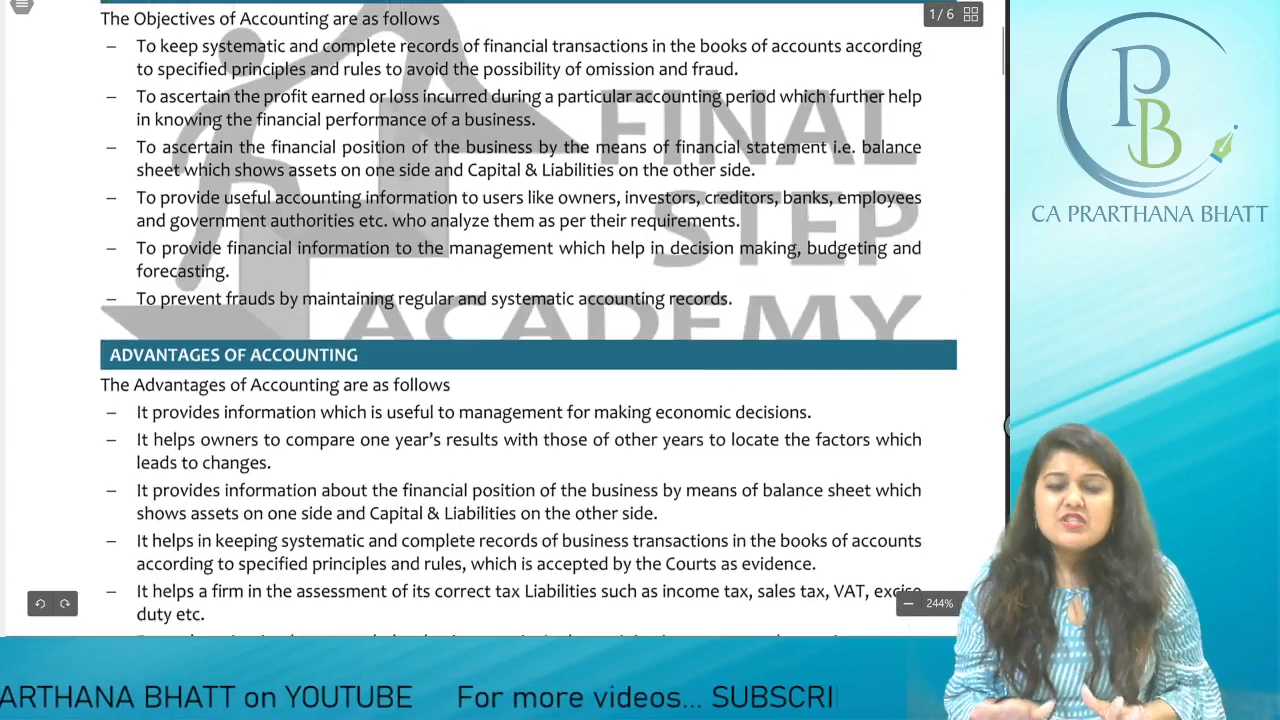 The Objectives of Accounting are as follows
– To keep systematic and complete records of financial transactions in the books of accounts according
to specified principles and rules to avoid the possibility of omission and fraud.
– To ascertain the profit earned or loss incurred during a particular accounting period which further help
in knowing the financial performance of a business.
– To ascertain the financial position of the business by the means of financial statement i.e. balance
sheet which shows assets on one side and Capital & Liabilities on the other side.
– To provide useful accounting information to users like owners, investors, creditors, banks, employees
and government authorities etc. who analyze them as per their requirements.
– To provide financial information to the management which help in decision making, budgeting and
forecasting.
– To prevent frauds by maintaining regular and systematic accounting records.
FINAL
STEP
ACADEMY
ADVANTAGES OF ACCOUNTING
The Advantages of Accounting are as follows
– It provides information which is useful to management for making economic decisions.
– It helps owners to compare one year's results with those of other years to locate the factors which
leads to changes.
– It provides information about the financial position of the business by means of balance sheet which
shows assets on one side and Capital & Liabilities on the other side.
– It helps in keeping systematic and complete records of business transactions in the books of accounts
according to specified principles and rules, which is accepted by the Courts as evidence.
– It helps a firm in the assessment of its correct tax Liabilities such as income tax, sales tax, VAT, excise
duty etc.
1/6
244%
PB
CA PRARTHANA BHATT
ARTHANA BHATT on YOUTUBE For more videos... SUBSCRI